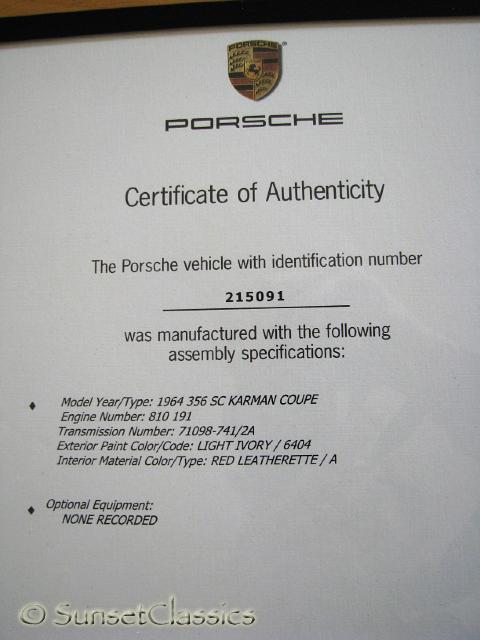 PORSCHE
PORSCHE
Certificate of Authenticity
The Porsche vehicle with identification number
215091
was manufactured with the following
assembly specifications:
♦ Model Year/Type: 1964 356 SC KARMAN COUPE
Engine Number: 810 191
Transmission Number: 71098-741/2A
Exterior Paint Color/Code: LIGHT IVORY / 6404
Interior Material Color/Type: RED LEATHERETTE / A
♦ Optional Equipment:
NONE RECORDED
© SunsetClassics